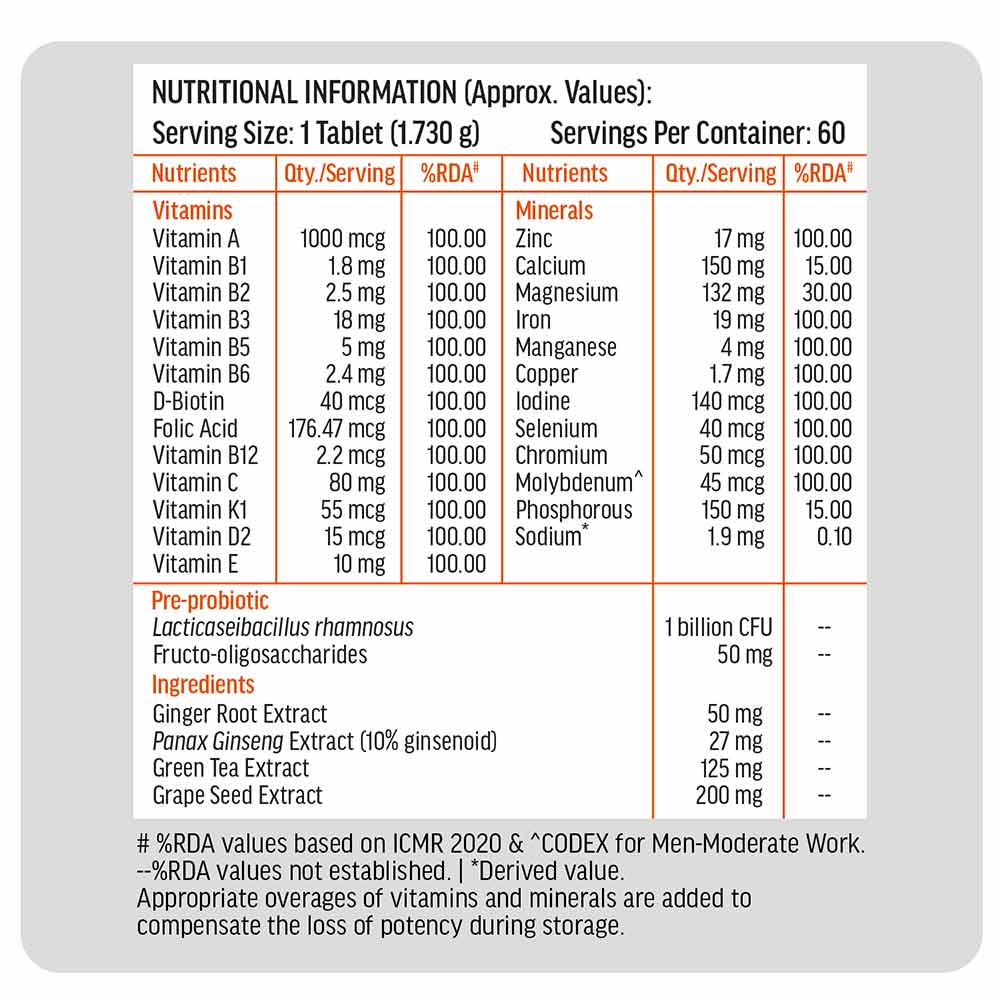 NUTRITIONAL INFORMATION (Approx. Values):
Serving Size: 1 Tablet (1.730 g) Servings Per Container: 60
Nutrients Qty./Serving %RDA# Nutrients Qty./Serving %RDA#
Vitamins Minerals
Vitamin A 1000 mcg 100.00 Zinc 17 mg 100.00
Vitamin B1 1.8 mg 100.00 Calcium 150 mg 15.00
Vitamin B2 2.5 mg 100.00 Magnesium 132 mg 30.00
Vitamin B3 18 mg 100.00 Iron 19 mg 100.00
Vitamin B5 5 mg 100.00 Manganese 4 mg 100.00
Vitamin B6 2.4 mg 100.00 Copper 1.7 mg 100.00
D-Biotin 40 mcg 100.00 Iodine 140 mcg 100.00
Folic Acid 176.47 mcg 100.00 Selenium 40 mcg 100.00
Vitamin B12 2.2 mcg 100.00 Chromium 50 mcg 100.00
Vitamin C 80 mg 100.00 Molybdenum^ 45 mcg 100.00
Vitamin K1 55 mcg 100.00 Phosphorous 150 mg 15.00
Vitamin D2 15 mcg 100.00 Sodium* 1.9 mg 0.10
Vitamin E 10 mg 100.00
Pre-probiotic
Lacticaseibacillus rhamnosus 1 billion CFU --
Fructo-oligosaccharides 50 mg --
Ingredients
Ginger Root Extract 50 mg --
Panax Ginseng Extract (10% ginsenoid) 27 mg --
Green Tea Extract 125 mg --
Grape Seed Extract 200 mg --
# %RDA values based on ICMR 2020 & ^CODEX for Men-Moderate Work.
--%RDA values not established. | *Derived value.
Appropriate overages of vitamins and minerals are added to
compensate the loss of potency during storage.